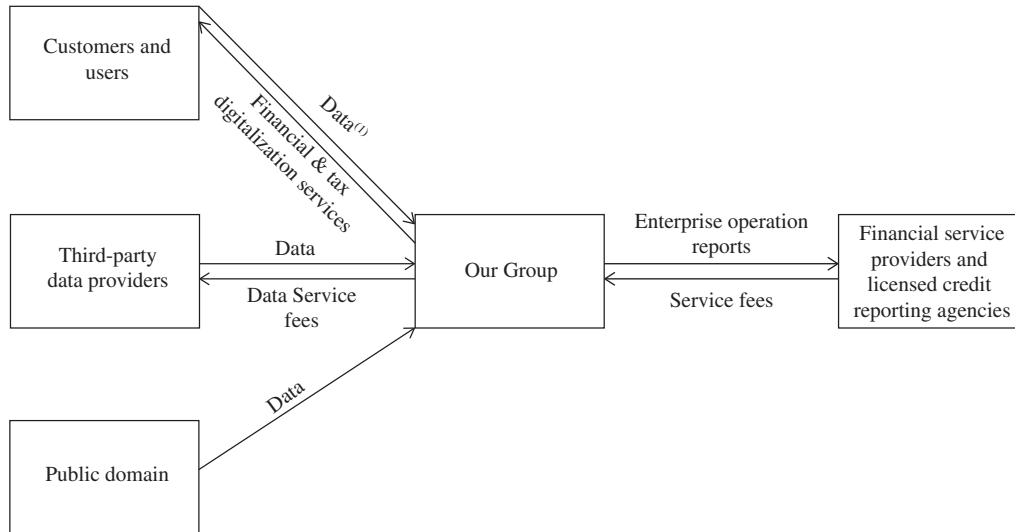 Customers and
users
Data(1)
Financial & tax
digitalization services
Third-party
data providers
Data
Data Service
fees
Our Group
Enterprise operation
reports
Service fees
Financial service
providers and
licensed credit
reporting agencies
Data
Public domain